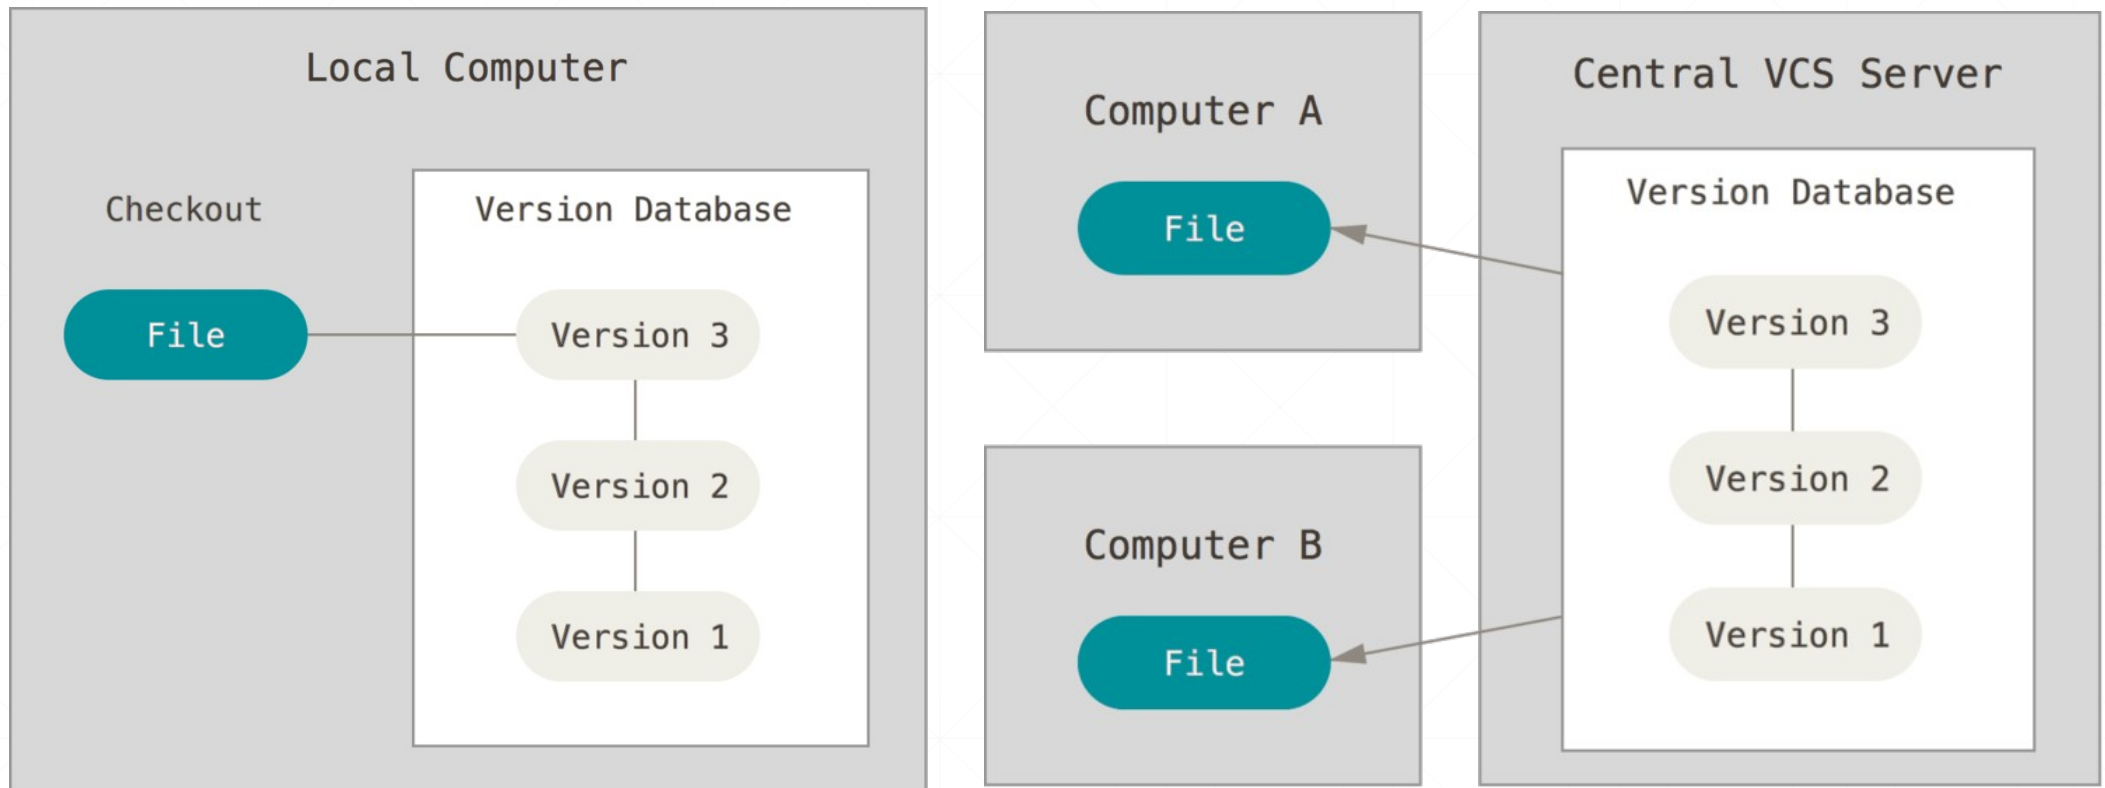 Local Computer
Checkout
Version Database
File
Version 3
Version 2
Version 1
Computer A
File
Computer B
File
Central VCS Server
Version Database
Version 3
Version 2
Version 1